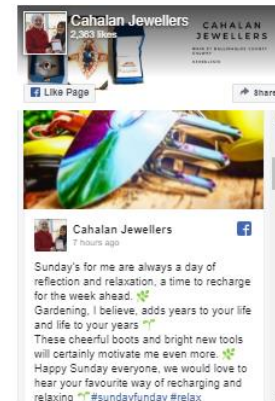 Cahalan Jewellers
2,363 likes
CAHALAN
JEWELLERS
Like Page
Share
Cahalan Jewellers
7 hours ago
Sunday's for me are always a day of
reflection and relaxation, a time to recharge
for the week ahead. 🌿
Gardening, I believe, adds years to your life
and life to your years 🌱
These cheerful boots and bright new tools
will certainly motivate me even more. 🌿
Happy Sunday everyone, we would love to
hear your favourite way of recharging and
relaxing 🌱#sundayfunday #relax